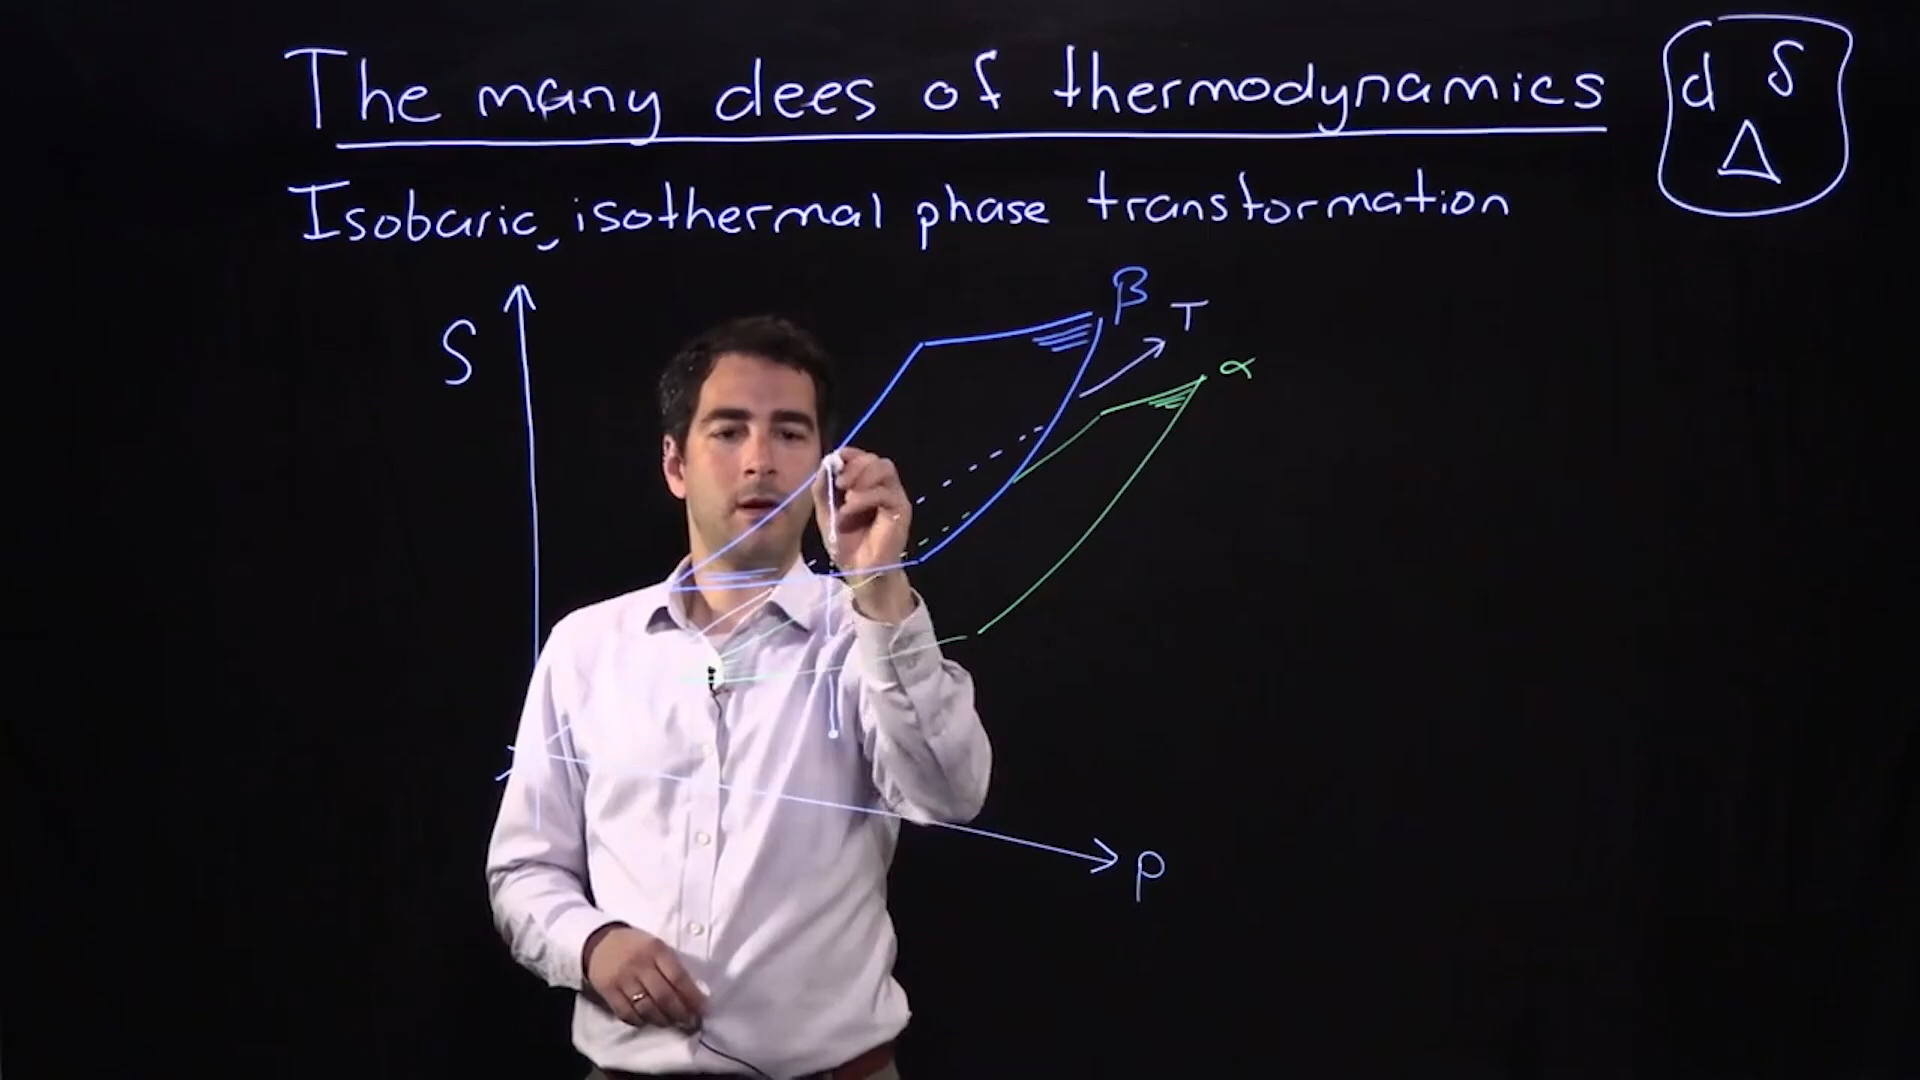 The many dees of thermodynamics
d δ
Δ
Isobaric, isothermal phase transformation
β
T
S
α
p